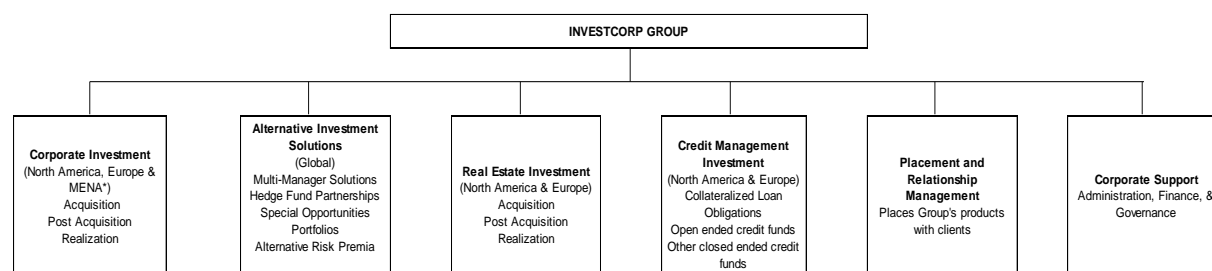 INVESTCORP GROUP
Corporate Investment
(North America, Europe &
MENA*)
Acquisition
Post Acquisition
Realization
Alternative Investment
Solutions
(Global)
Multi-Manager Solutions
Hedge Fund Partnerships
Special Opportunities
Portfolios
Alternative Risk Premia
Real Estate Investment
(North America & Europe)
Acquisition
Post Acquisition
Realization
Credit Management
Investment
(North America & Europe)
Collateralized Loan
Obligations
Open ended credit funds
Other closed ended credit
funds
Placement and
Relationship
Management
Places Group's products
with clients
Corporate Support
Administration, Finance, &
Governance